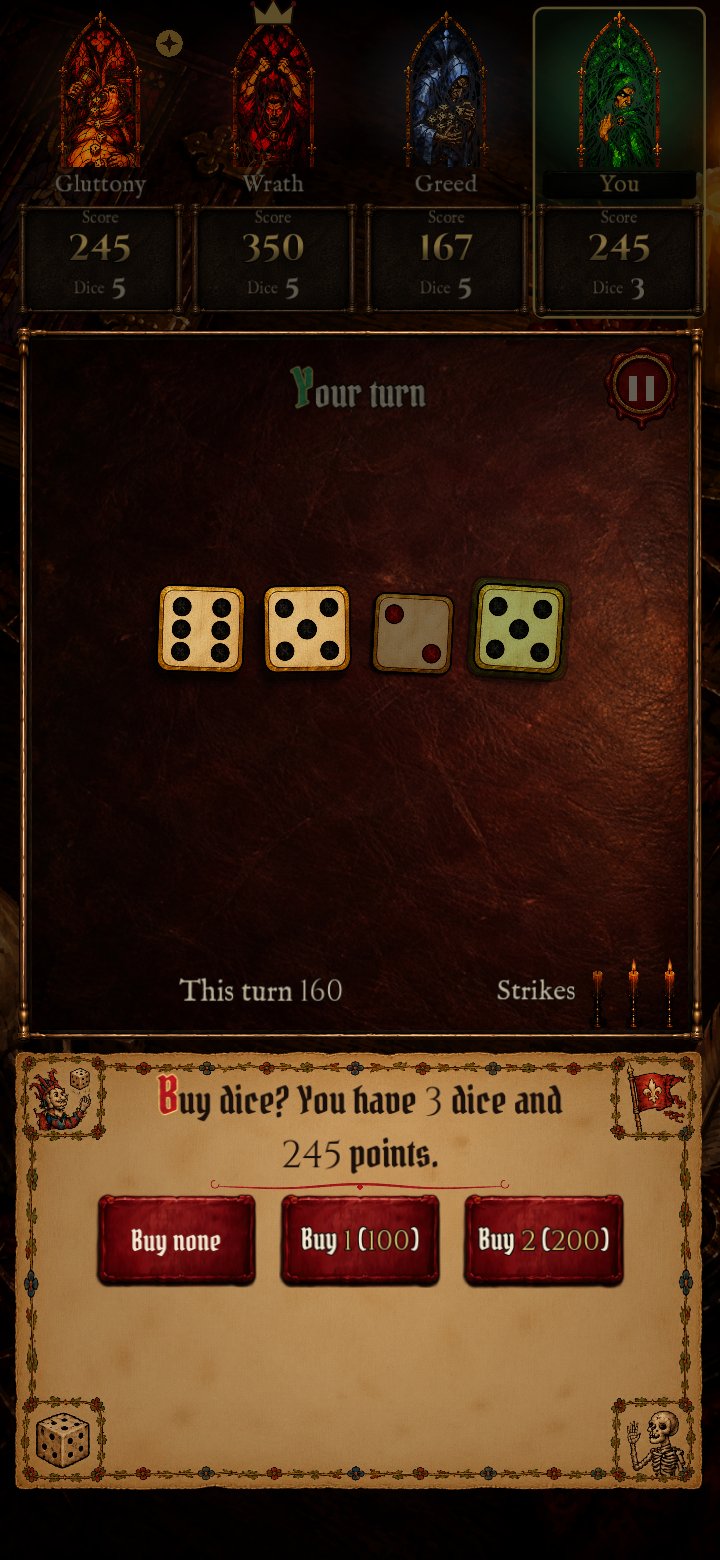 Gluttony Wrath Greed You
Score Score Score Score
245 350 167 245
Dice 5 Dice 5 Dice 5 Dice 3
Your turn
This turn 160 Strikes
Buy dice? You have 3 dice and
245 points.
Buy none Buy 1 (100) Buy 2 (200)